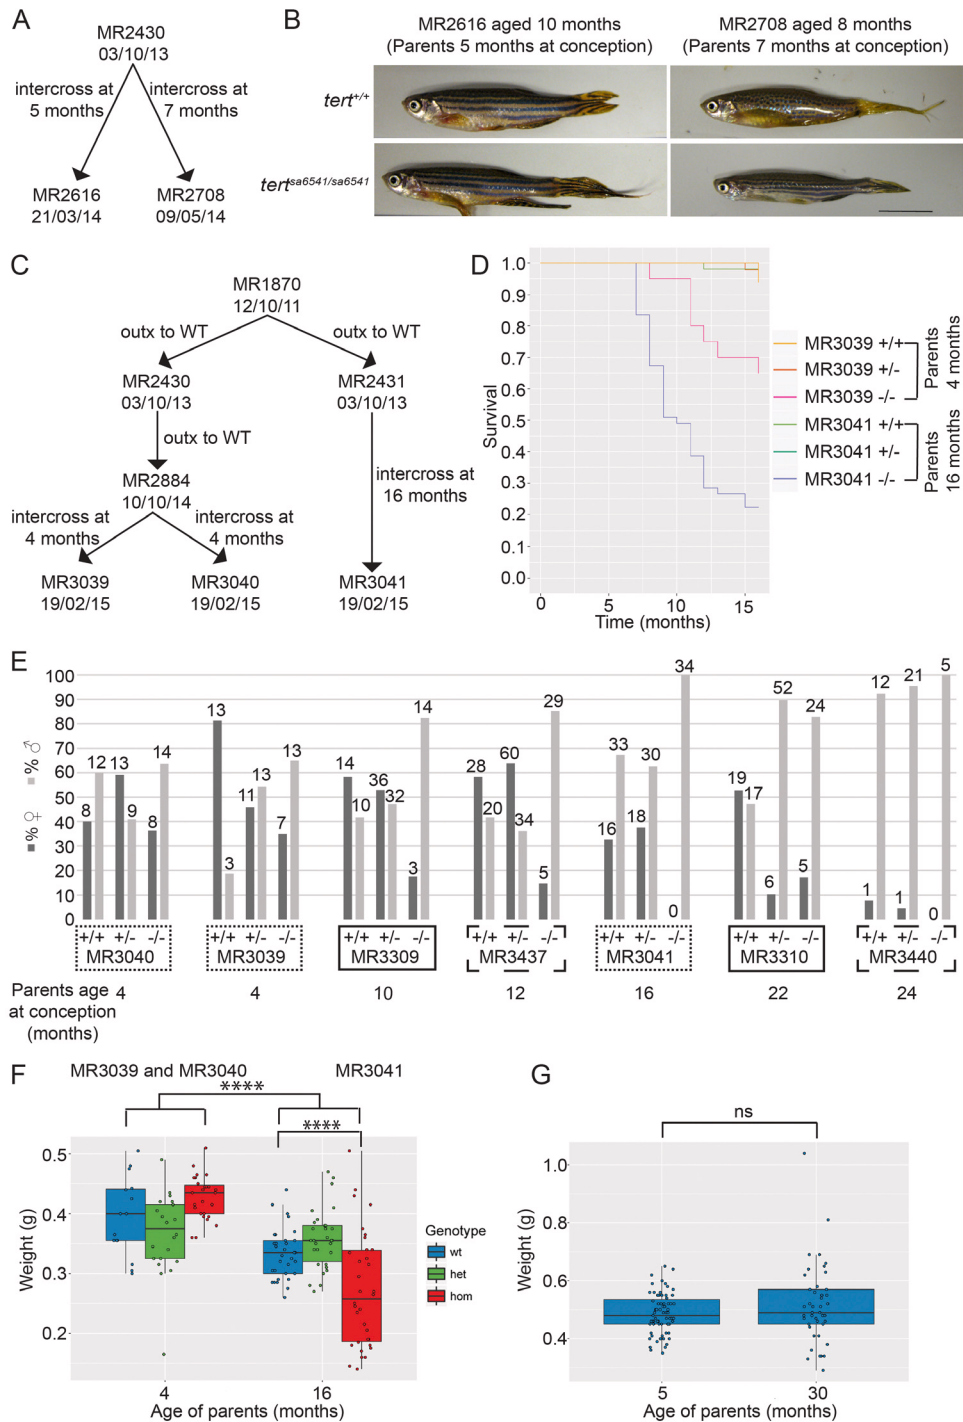 A
MR2430
03/10/13
intercross at
5 months
intercross at
7 months
MR2616
21/03/14
MR2708
09/05/14
B
MR2616 aged 10 months
(Parents 5 months at conception)
MR2708 aged 8 months
(Parents 7 months at conception)
tert+/+
tertsa6541/sa6541
C
MR1870
12/10/11
outx to WT
outx to WT
MR2430
03/10/13
MR2431
03/10/13
outx to WT
MR2884
10/10/14
intercross at
16 months
intercross at
4 months
intercross at
4 months
MR3039
19/02/15
MR3040
19/02/15
MR3041
19/02/15
D
Survival
1.0
0.9
0.8
0.7
0.6
0.5
0.4
0.3
0.2
0.1
0.0
0 5 10 15
Time (months)
MR3039 +/+
MR3039 +/-
MR3039 -/-
MR3041 +/+
MR3041 +/-
MR3041 -/-
Parents
4 months
Parents
16 months
E
% ♀ % ♂
100
90
80
70
60
50
40
30
20
10
0
8 12 13 9 8 14
13 3 11 13 7 13
14 10 36 32 3 14
28 20 60 34 5 29
16 33 18 30 0 34
19 17 6 52 5 24
1 12 1 21 0 5
+/+ +/- -/- +/+ +/- -/- +/+ +/- -/- +/+ +/- -/- +/+ +/- -/- +/+ +/- -/- +/+ +/- -/-
MR3040 MR3039 MR3309 MR3437 MR3041 MR3310 MR3440
Parents age
at conception
(months)
4 4 10 12 16 22 24
F
MR3039 and MR3040
MR3041
****
****
Weight (g)
0.5
0.4
0.3
0.2
4 16
Age of parents (months)
Genotype
wt
het
hom
G
ns
Weight (g)
1.0
0.8
0.6
0.4
5 30
Age of parents (months)